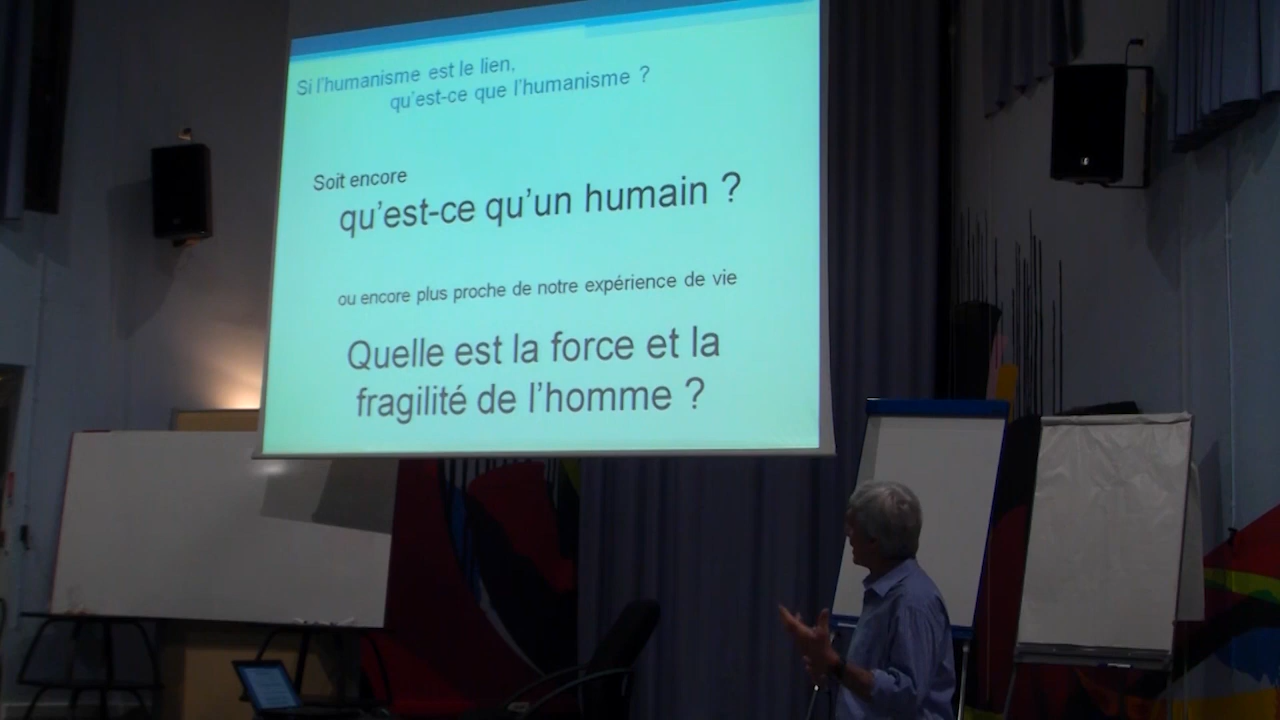 Si l'humanisme est le lien,
qu'est-ce que l'humanisme ?
Soit encore
qu'est-ce qu'un humain ?
ou encore plus proche de notre expérience de vie
Quelle est la force et la
fragilité de l'homme ?